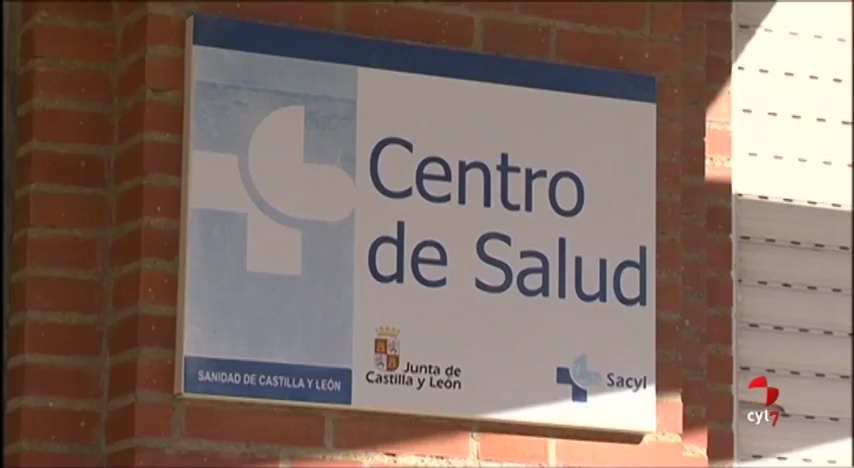 Centro
de Salud
Junta de
Castilla y León
Sacyl
SANIDAD DE CASTILLA Y LEÓN
cyl7